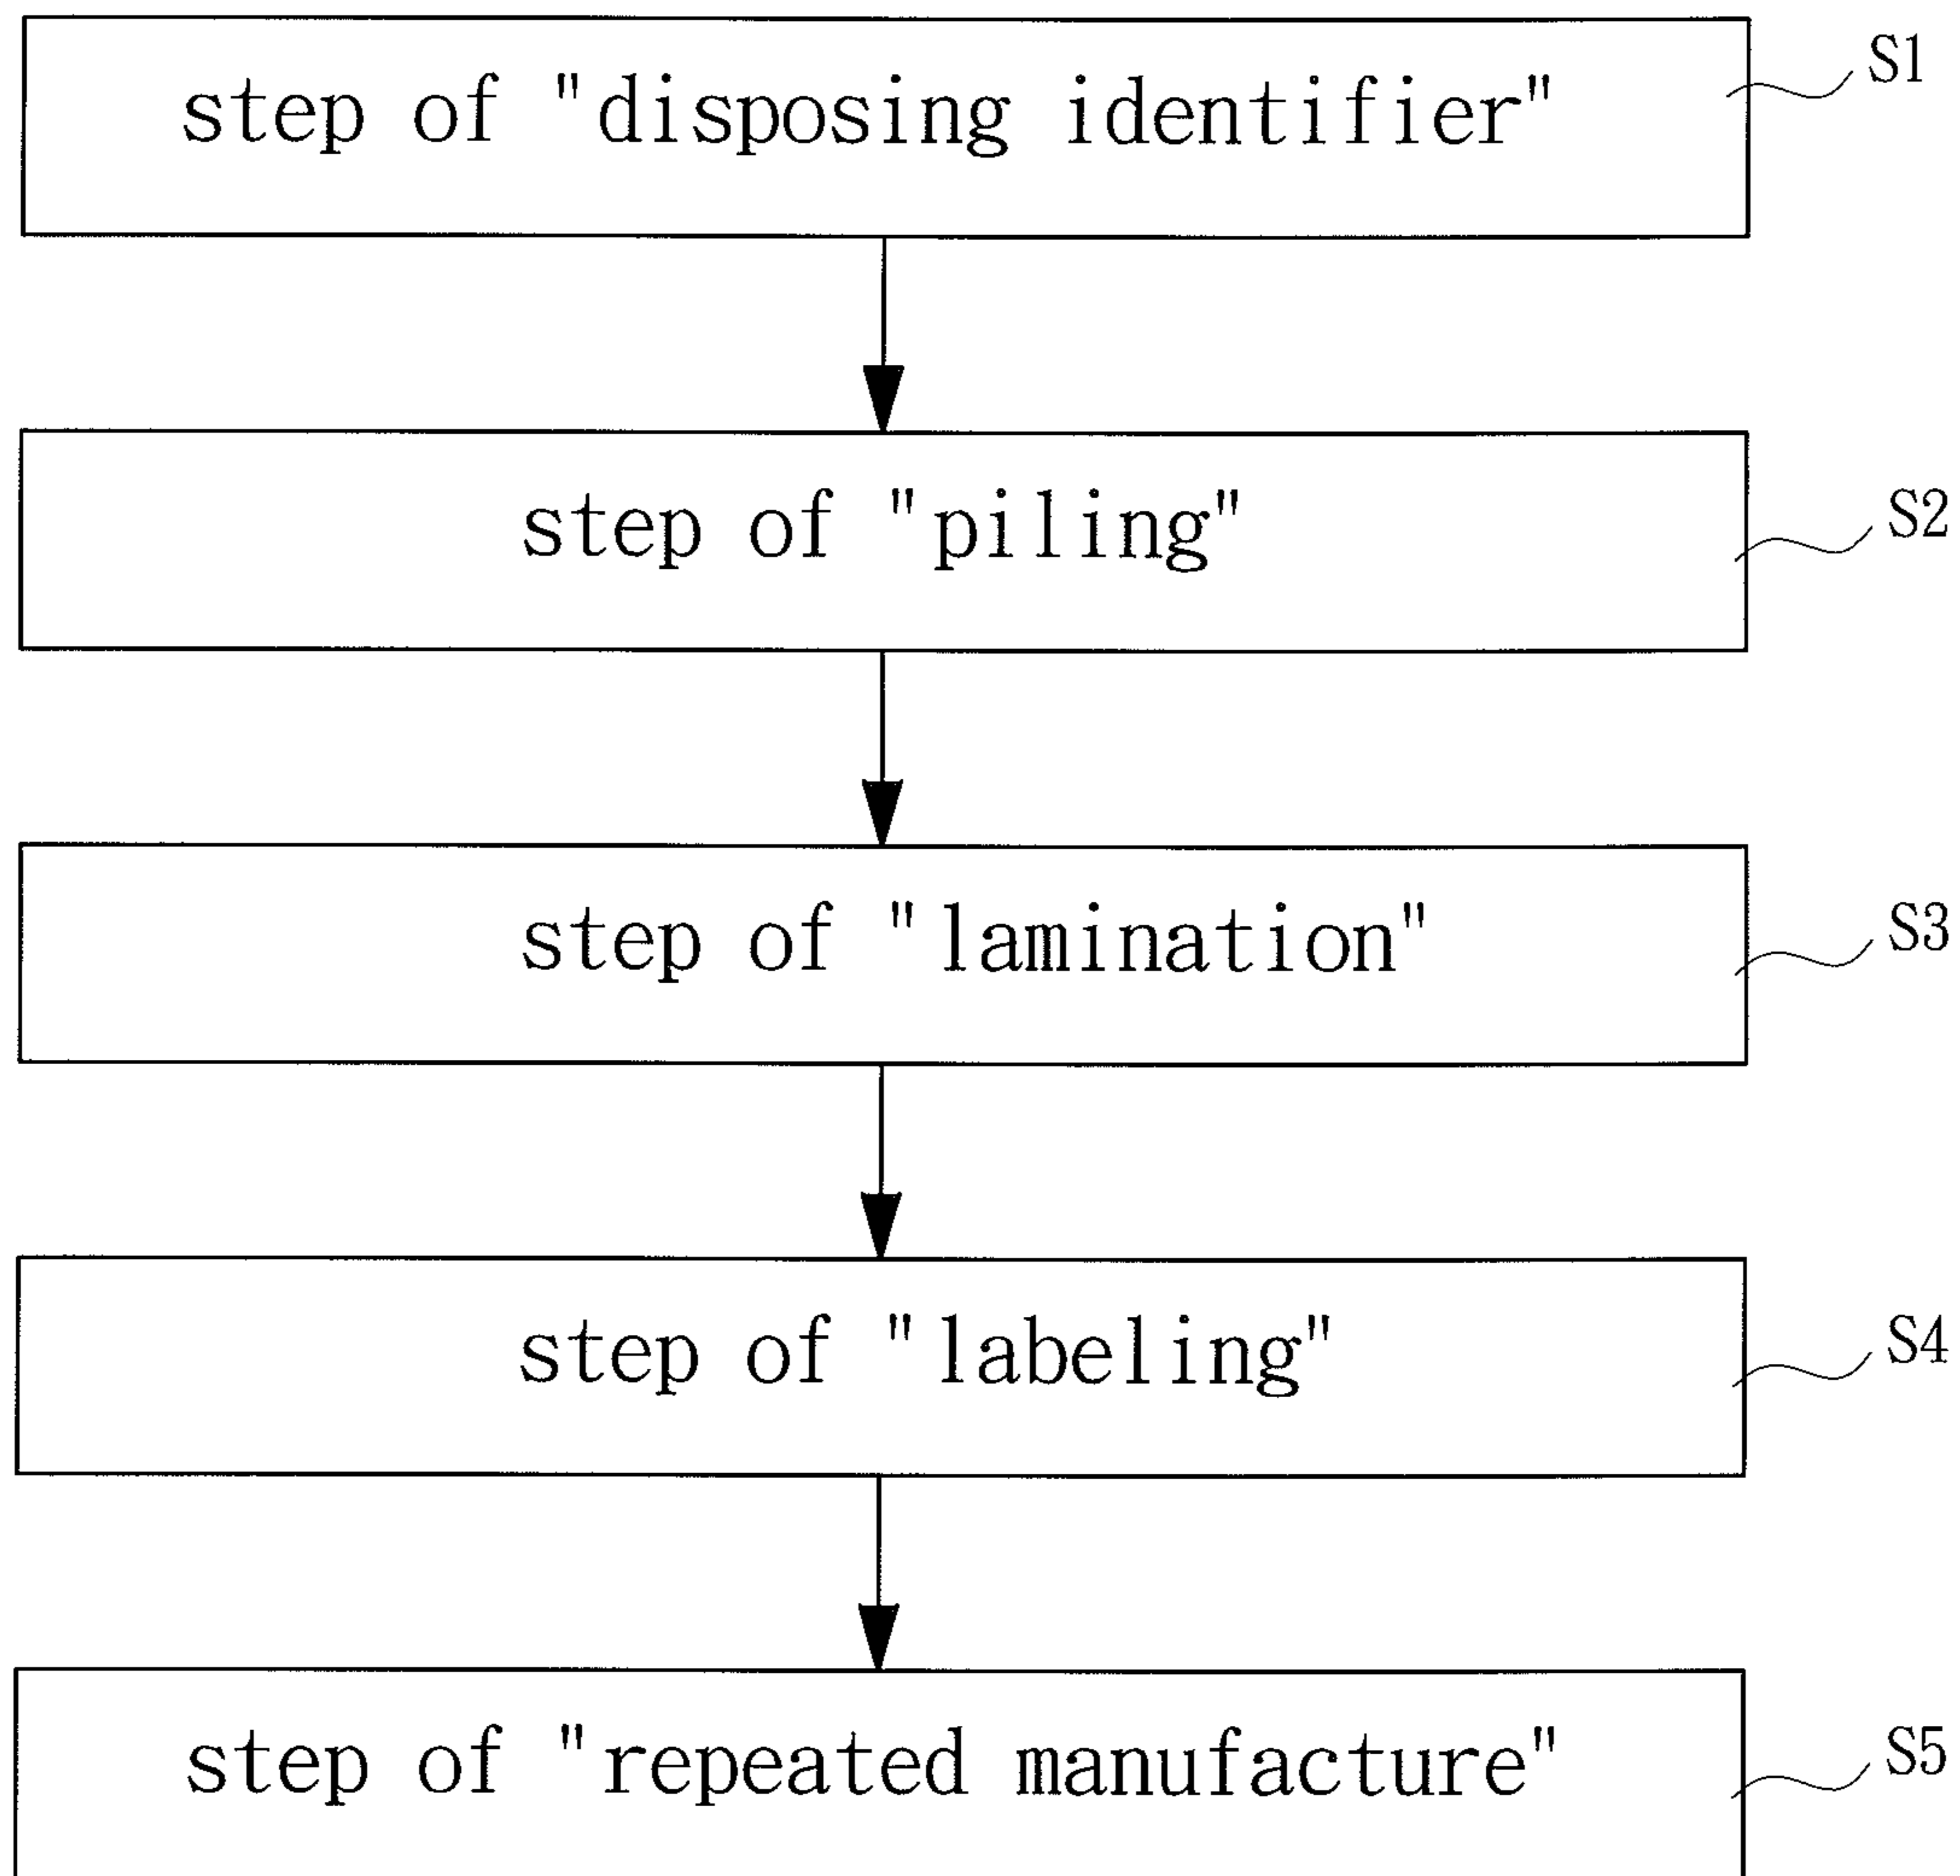 step of "disposing identifier"
S1
step of "piling"
S2
step of "lamination"
S3
step of "labeling"
S4
step of "repeated manufacture"
S5